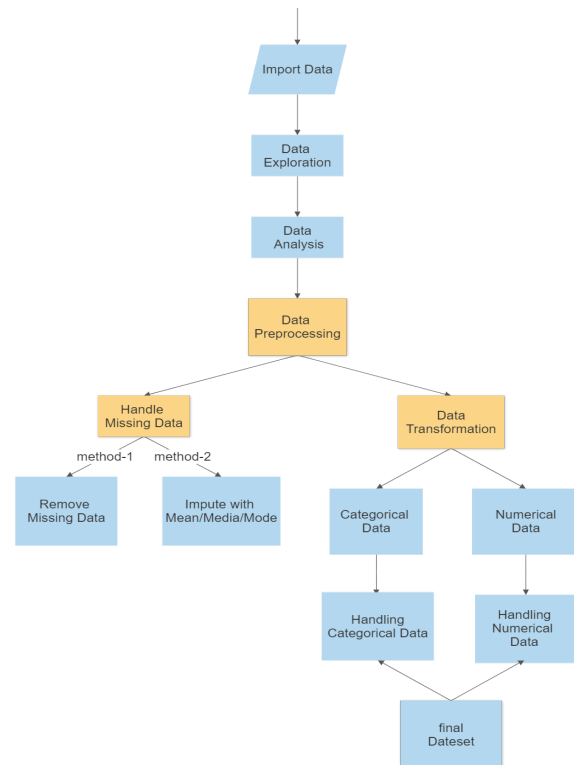 Import Data
Data
Exploration
Data
Analysis
Data
Preprocessing
Handle
Missing Data
Data
Transformation
method-1
method-2
Remove
Missing Data
Impute with
Mean/Media/Mode
Categorical
Data
Numerical
Data
Handling
Categorical Data
Handling
Numerical
Data
final
Dateset